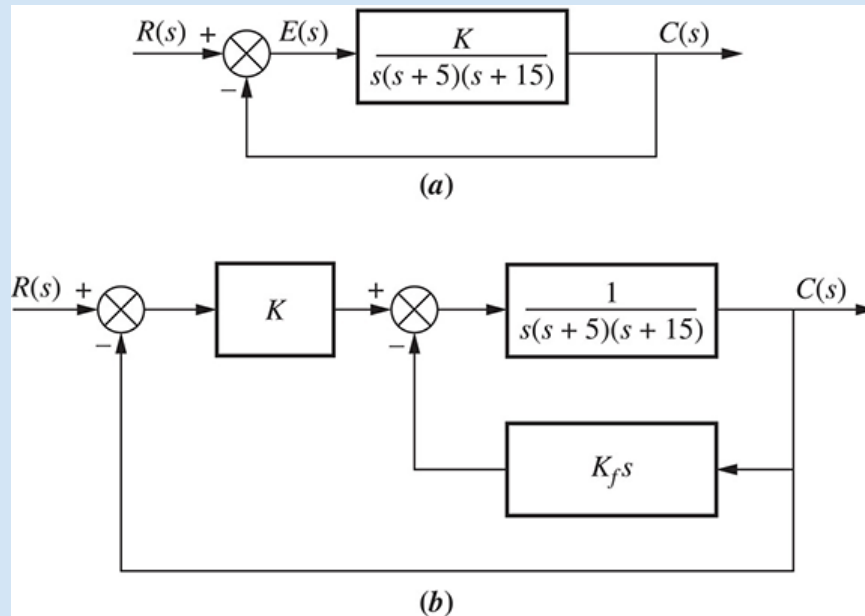 R(s) + E(s) K C(s)
s(s + 5)(s + 15)
−
(a)
R(s) + K + 1 C(s)
s(s + 5)(s + 15)
− −
K_f s
(b)